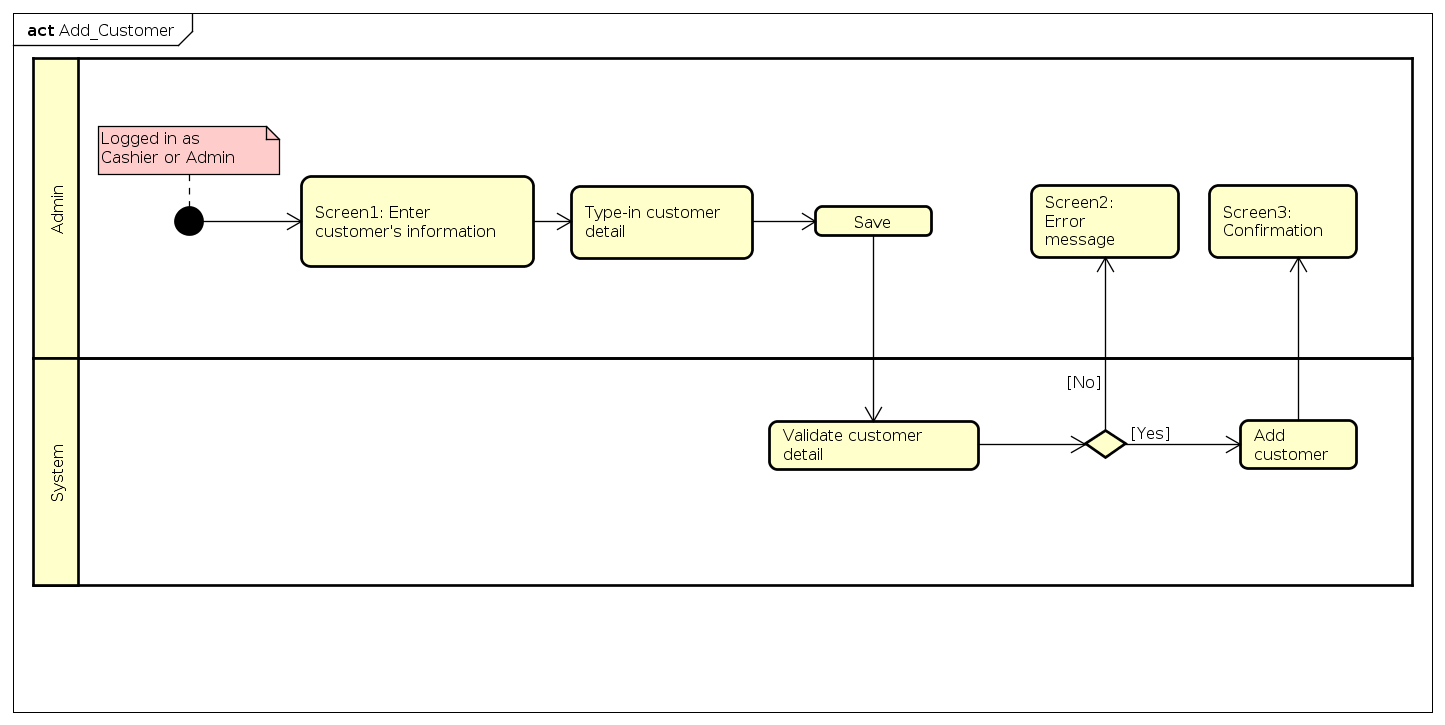 act Add_Customer
Admin
Logged in as
Cashier or Admin
Screen1: Enter
customer's information
Type-in customer
detail
Save
Screen2:
Error
message
Screen3:
Confirmation
System
[No]
Validate customer
detail
[Yes]
Add
customer